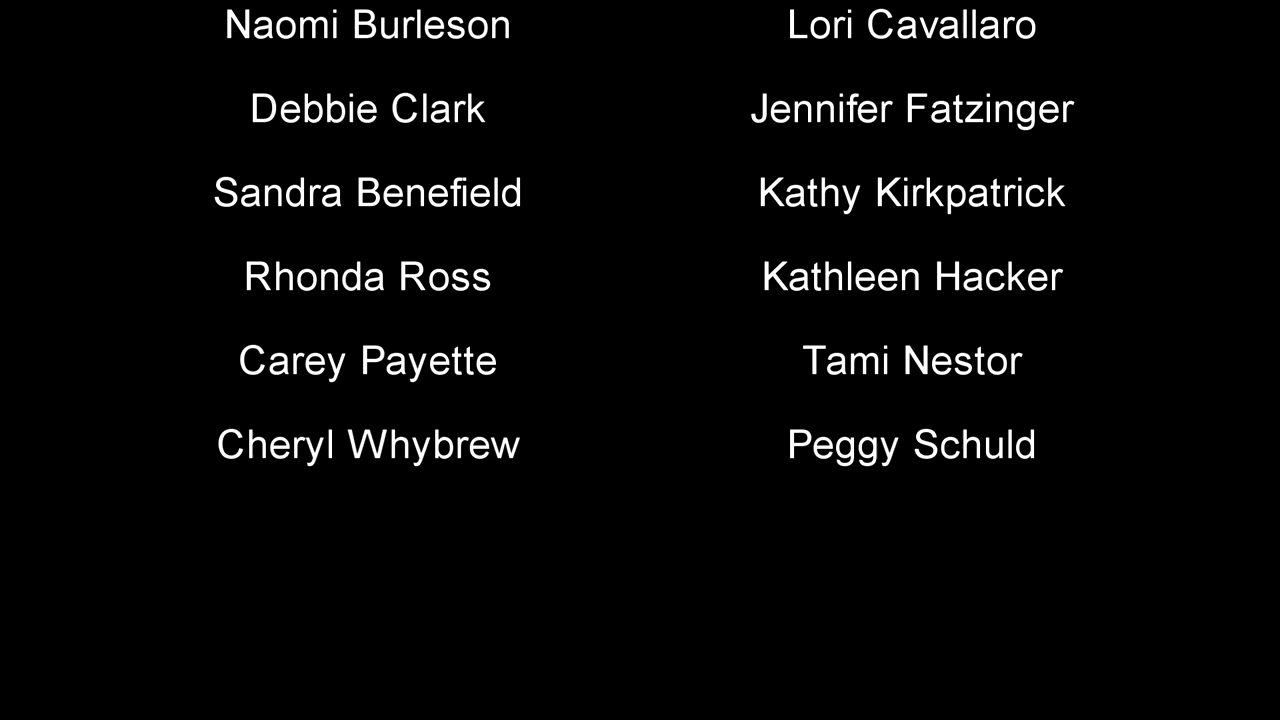 Naomi Burleson Lori Cavallaro
Debbie Clark Jennifer Fatzinger
Sandra Benefield Kathy Kirkpatrick
Rhonda Ross Kathleen Hacker
Carey Payette Tami Nestor
Cheryl Whybrew Peggy Schuld